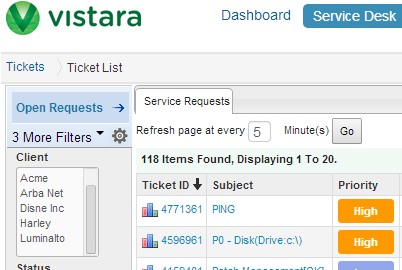 vistara
Dashboard
Service Desk
Tickets
Ticket List
Open Requests
3 More Filters
Client
Acme
Arba Net
Disne Inc
Harley
Luminalto
Status
Service Requests
Refresh page at every 5 Minute(s) Go
118 Items Found, Displaying 1 To 20.
Ticket ID Subject Priority
4771361 PING High
4596961 P0 - Disk(Drive:c:\) High